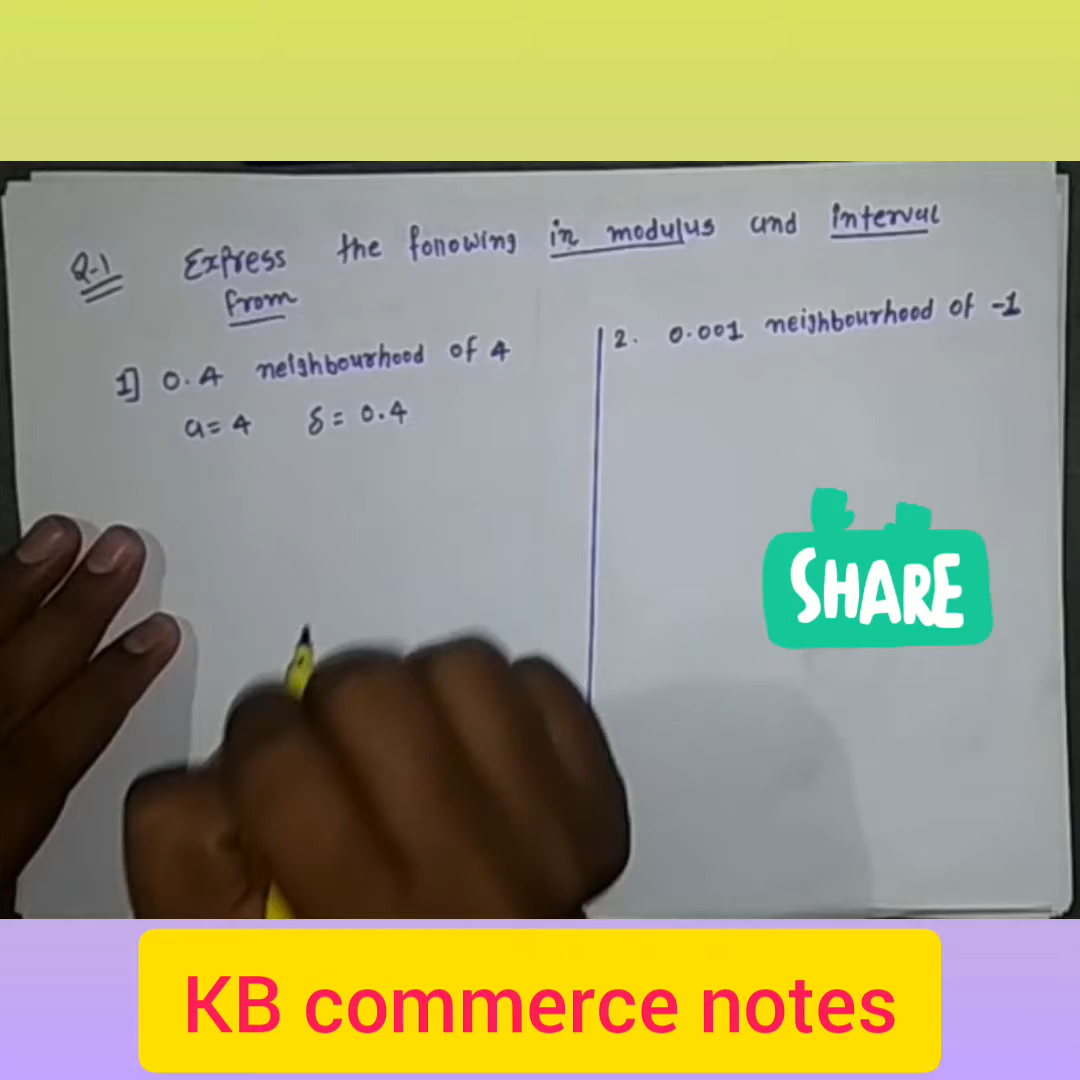 Q-1 Express the following in modulus and interval
from
1] 0.4 neighbourhood of 4
a= 4 δ= 0.4
2. 0.001 neighbourhood of -1
SHARE
KB commerce notes